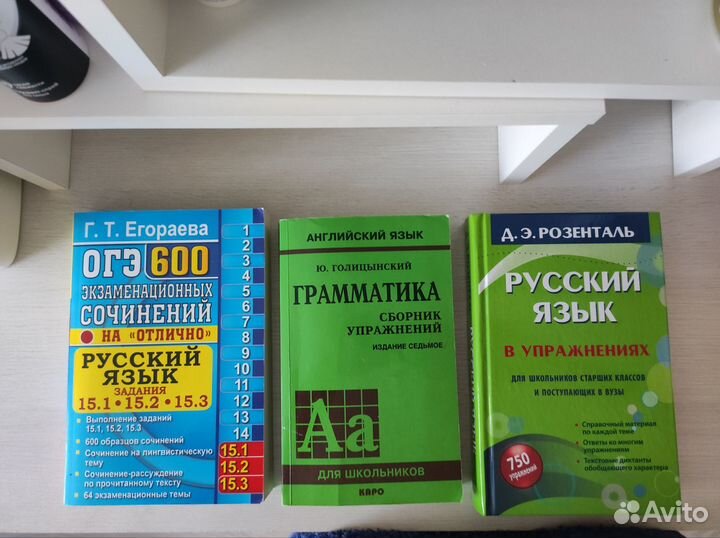 Г. Т. Егораева
ОГЭ 600
ЭКЗАМЕНАЦИОННЫХ
СОЧИНЕНИЙ
НА «ОТЛИЧНО»
РУССКИЙ
ЯЗЫК
ЗАДАНИЯ
15.1 • 15.2 • 15.3
• Выполнение заданий
15.1, 15.2, 15.3
• 600 образцов сочинений
• Сочинение на лингвистическую
тему
• Сочинение-рассуждение
по прочитанному тексту
• 64 экзаменационные темы
1
2
3
4
5
6
7
8
9
10
11
12
13
14
15.1
15.2
15.3
АНГЛИЙСКИЙ ЯЗЫК
Ю. ГОЛИЦЫНСКИЙ
ГРАММАТИКА
СБОРНИК
УПРАЖНЕНИЙ
ИЗДАНИЕ СЕДЬМОЕ
Аа
ДЛЯ ШКОЛЬНИКОВ
КАРО
Д. Э. РОЗЕНТАЛЬ
РУССКИЙ
ЯЗЫК
В УПРАЖНЕНИЯХ
ДЛЯ ШКОЛЬНИКОВ СТАРШИХ КЛАССОВ
И ПОСТУПАЮЩИХ В ВУЗЫ
• Справочный материал
по каждой теме
• Ответы ко многим
упражнениям
• Текстовые диктанты
обобщающего характера
750
упражнений
Avito